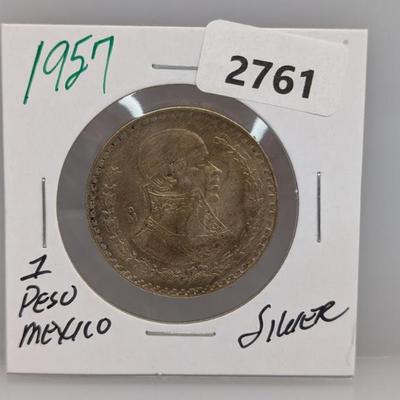 1957
2761
1
PESO
MEXICO
SILVER